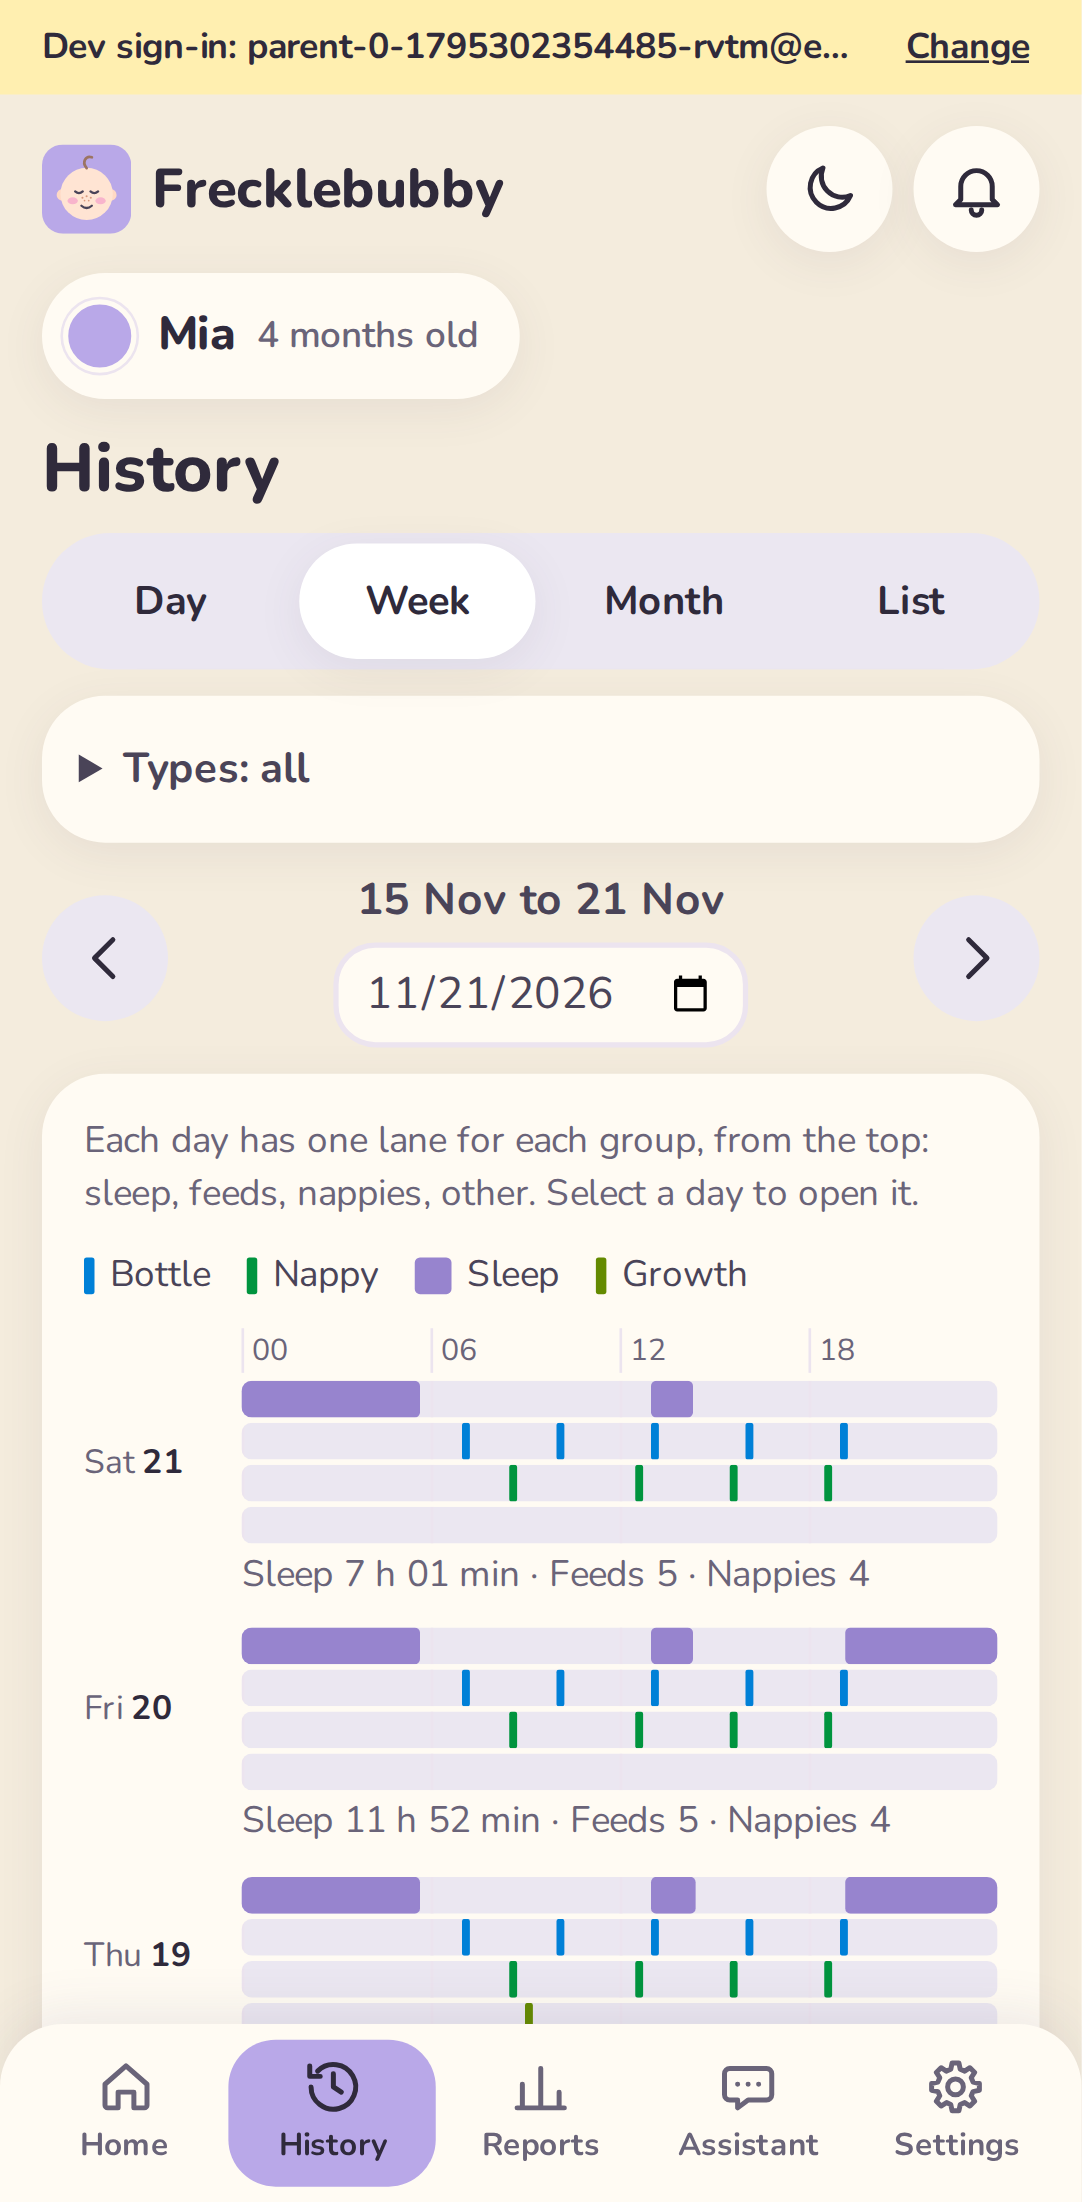 Dev sign-in: parent-0-1795302354485-rvtm@e... Change
Frecklebubby
Mia 4 months old
History
Day Week Month List
Types: all
15 Nov to 21 Nov
11/21/2026
Each day has one lane for each group, from the top:
sleep, feeds, nappies, other. Select a day to open it.
Bottle Nappy Sleep Growth
00 06 12 18
Sat 21
Sleep 7 h 01 min · Feeds 5 · Nappies 4
Fri 20
Sleep 11 h 52 min · Feeds 5 · Nappies 4
Thu 19
Home History Reports Assistant Settings